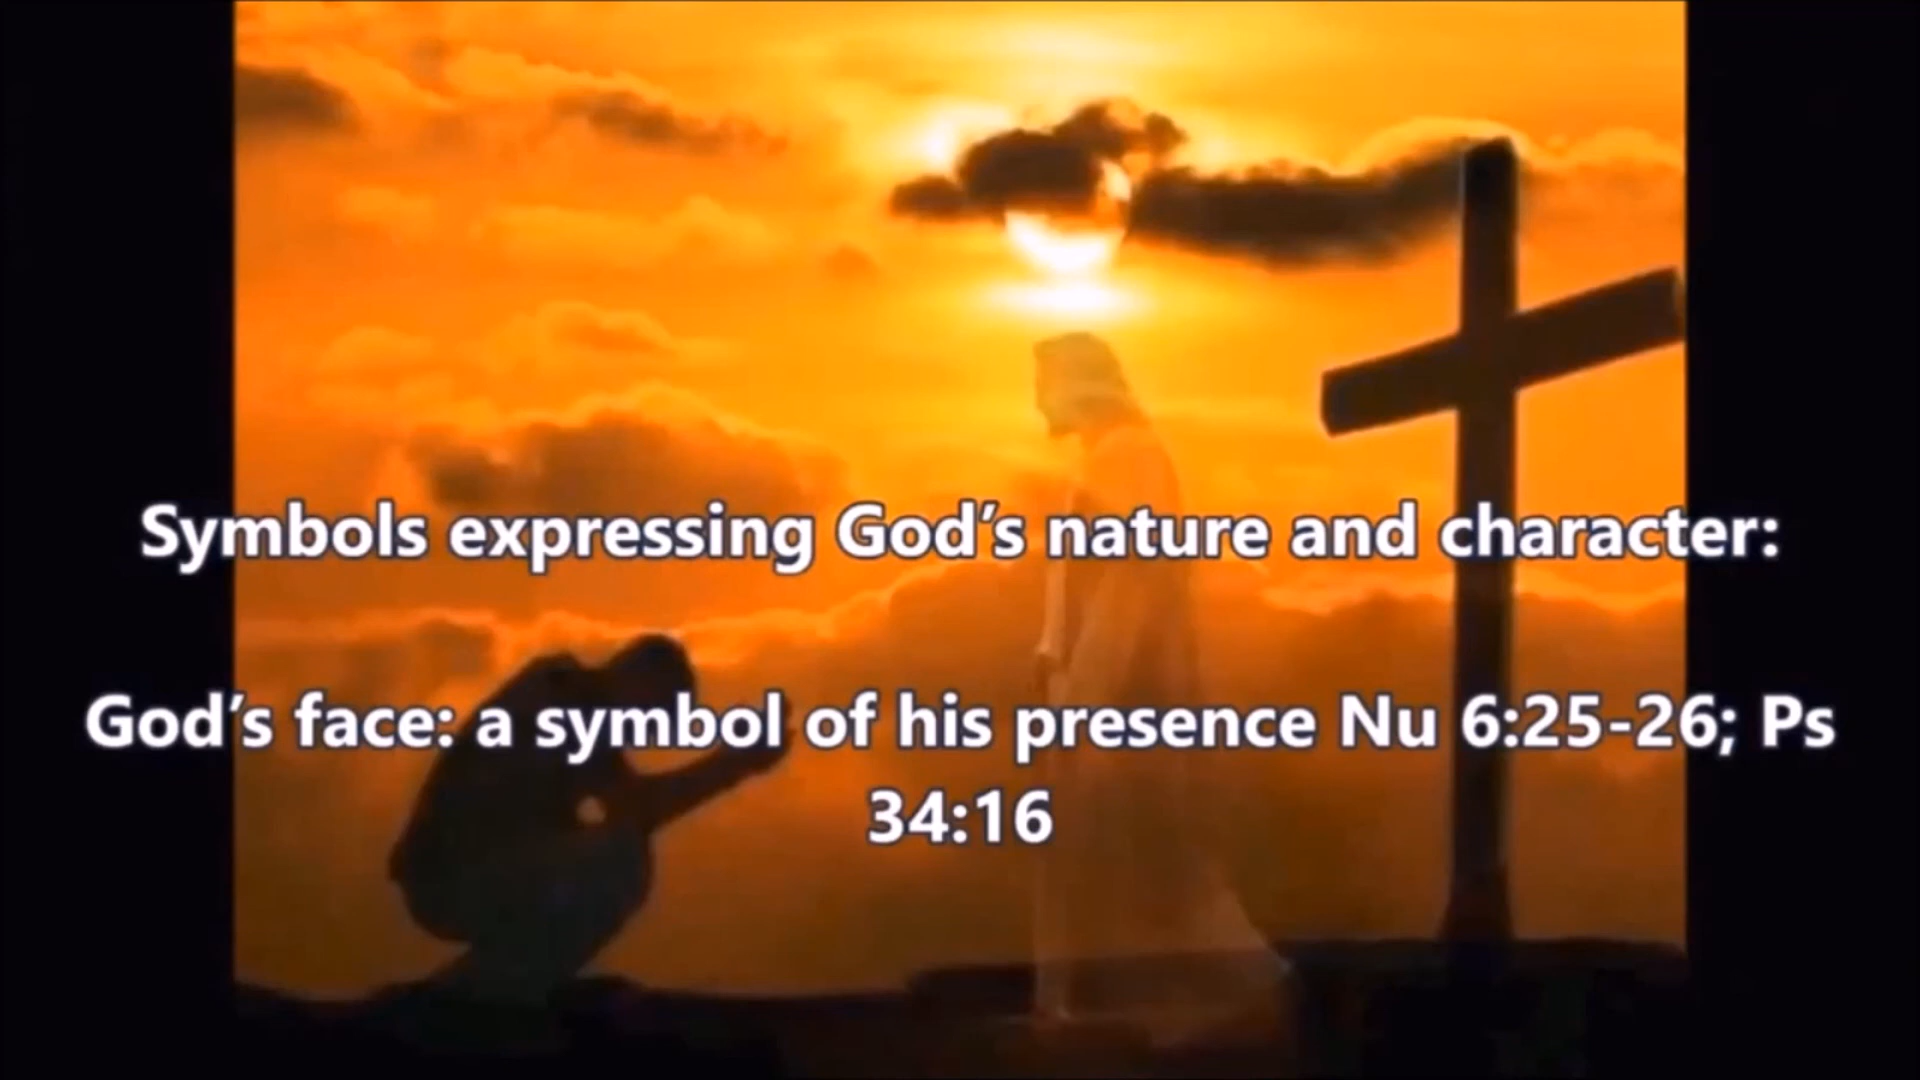 Symbols expressing God’s nature and character:
God’s face: a symbol of his presence Nu 6:25-26; Ps
34:16